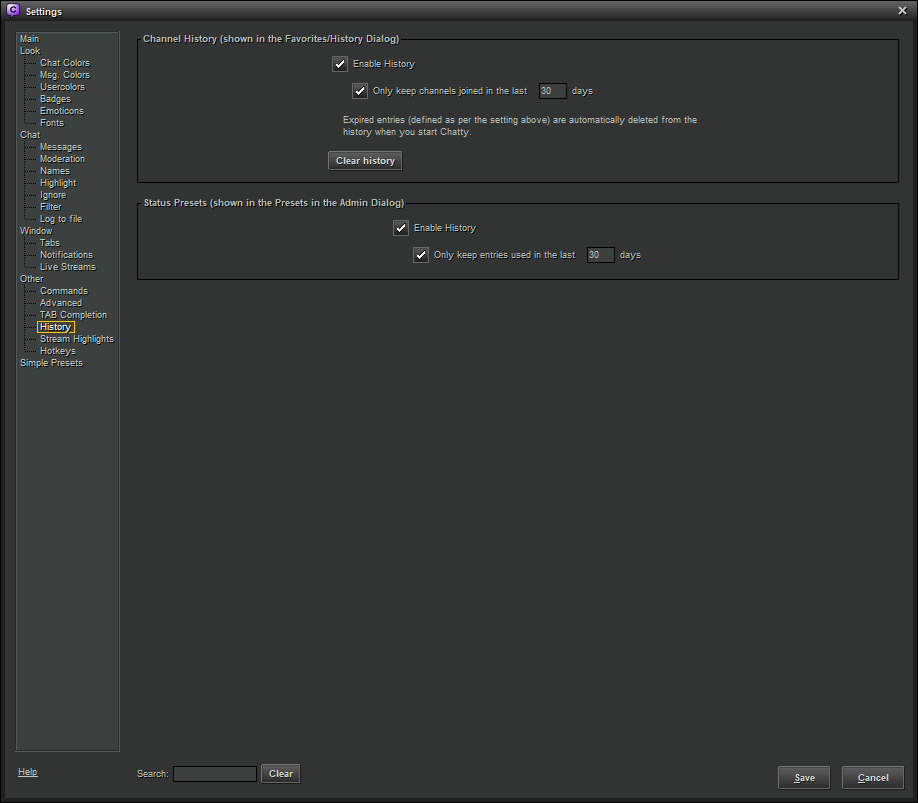 Settings
Main
Look
Chat Colors
Msg. Colors
Usercolors
Badges
Emoticons
Fonts
Chat
Messages
Moderation
Names
Highlight
Ignore
Filter
Log to file
Window
Tabs
Notifications
Live Streams
Other
Commands
Advanced
TAB Completion
History
Stream Highlights
Hotkeys
Simple Presets
Channel History (shown in the Favorites/History Dialog)
Enable History
Only keep channels joined in the last 30 days
Expired entries (defined as per the setting above) are automatically deleted from the
history when you start Chatty.
Clear history
Status Presets (shown in the Presets in the Admin Dialog)
Enable History
Only keep entries used in the last 30 days
Help
Search: Clear
Save Cancel